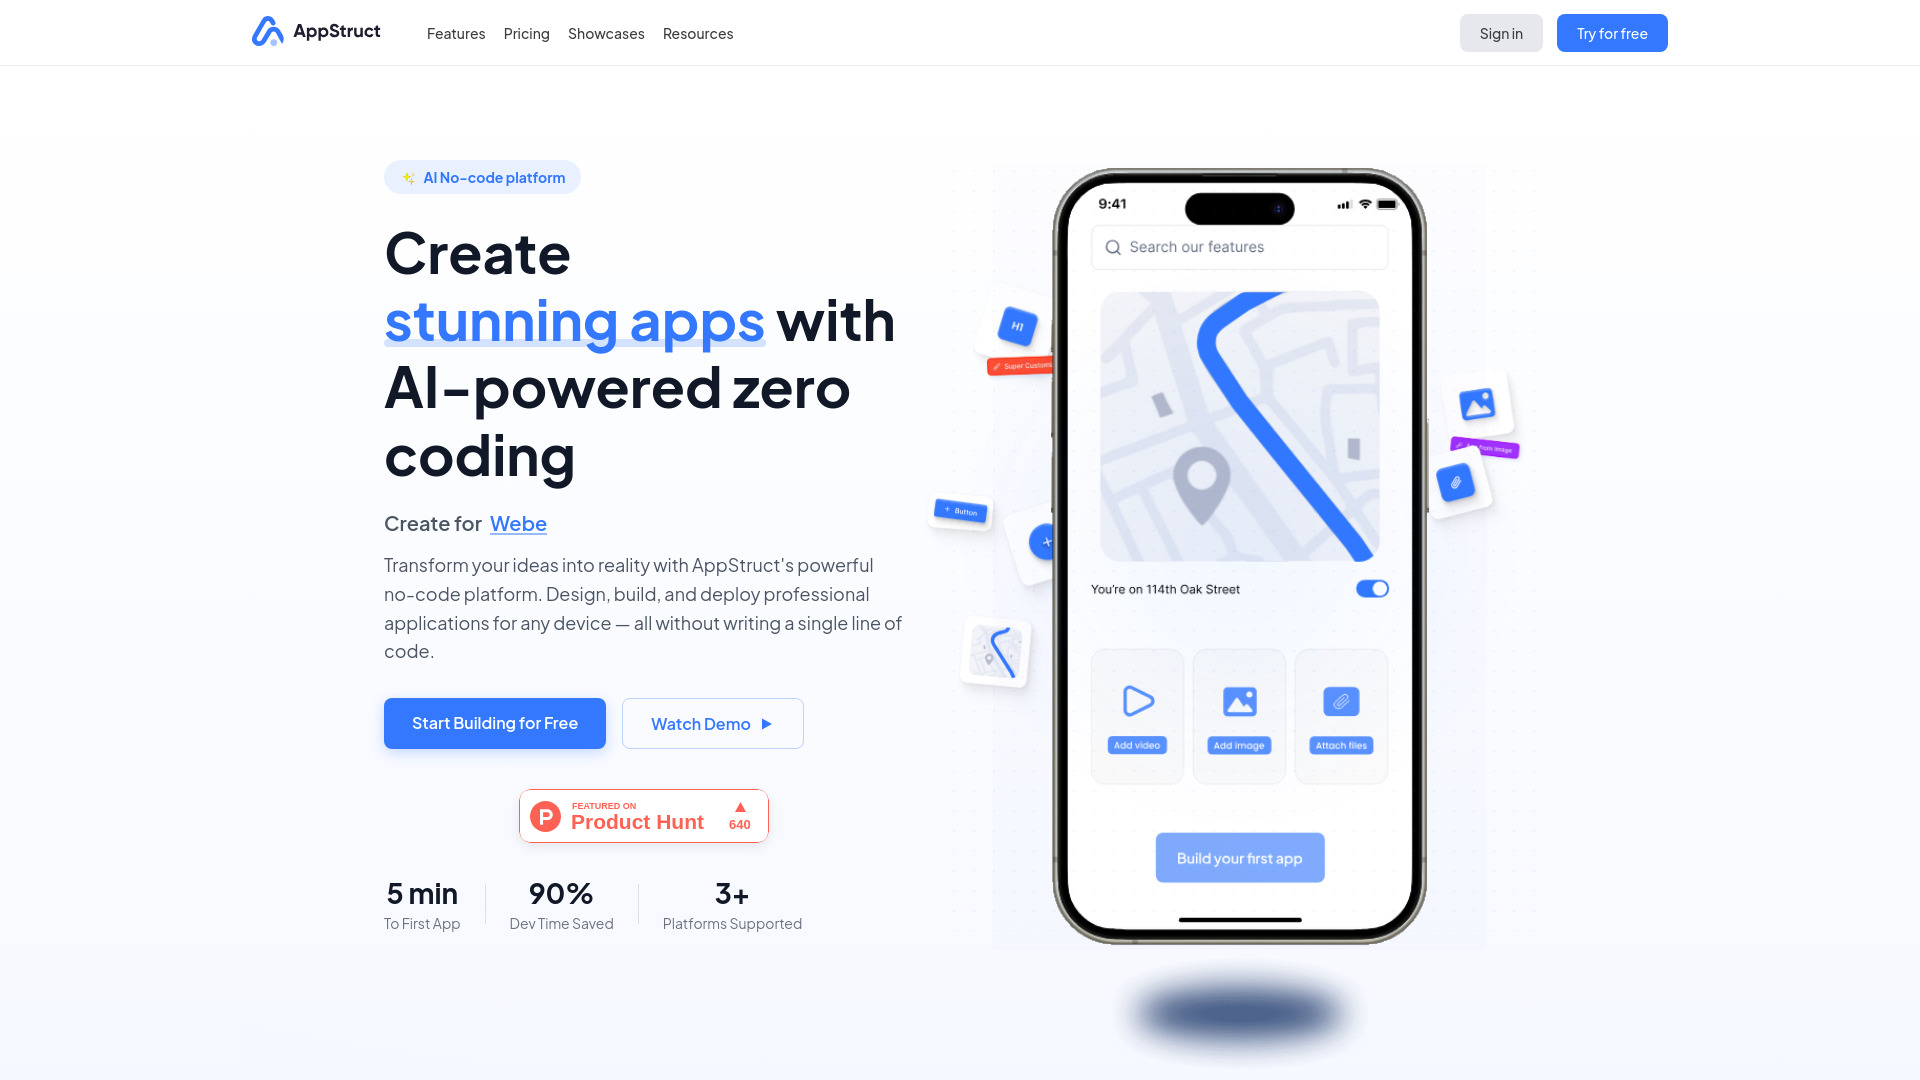 AppStruct
Features
Pricing
Showcases
Resources
Sign in
Try for free
AI No-code platform
Create
stunning apps with
AI-powered zero
coding
Create for Webe
Transform your ideas into reality with AppStruct's powerful
no-code platform. Design, build, and deploy professional
applications for any device — all without writing a single line of
code.
Start Building for Free
Watch Demo
FEATURED ON
Product Hunt
640
5 min
To First App
90%
Dev Time Saved
3+
Platforms Supported
9:41
Search our features
H1
Super
from image
+ Button
You're on 114th Oak Street
Add video
Add image
Attach files
Build your first app